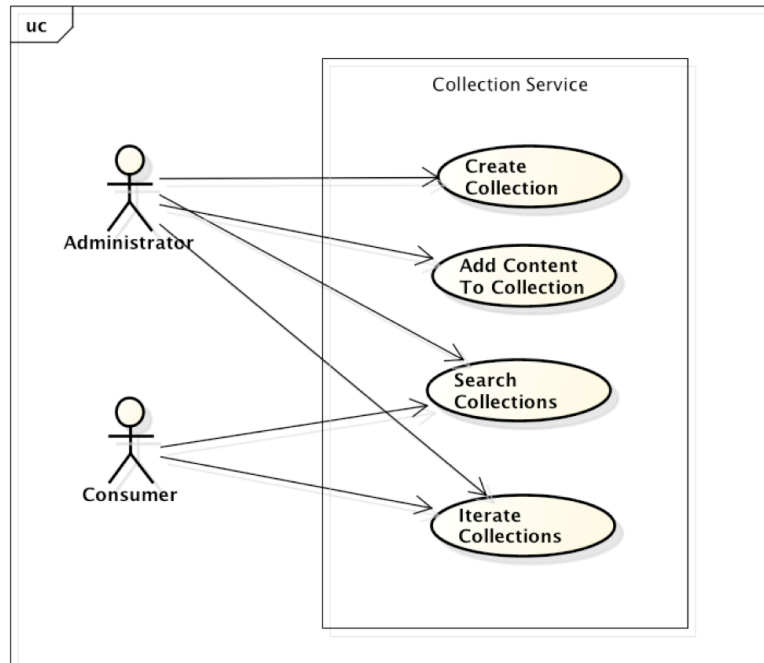 uc
Collection Service
Create
Collection
Administrator
Add Content
To Collection
Search
Collections
Consumer
Iterate
Collections